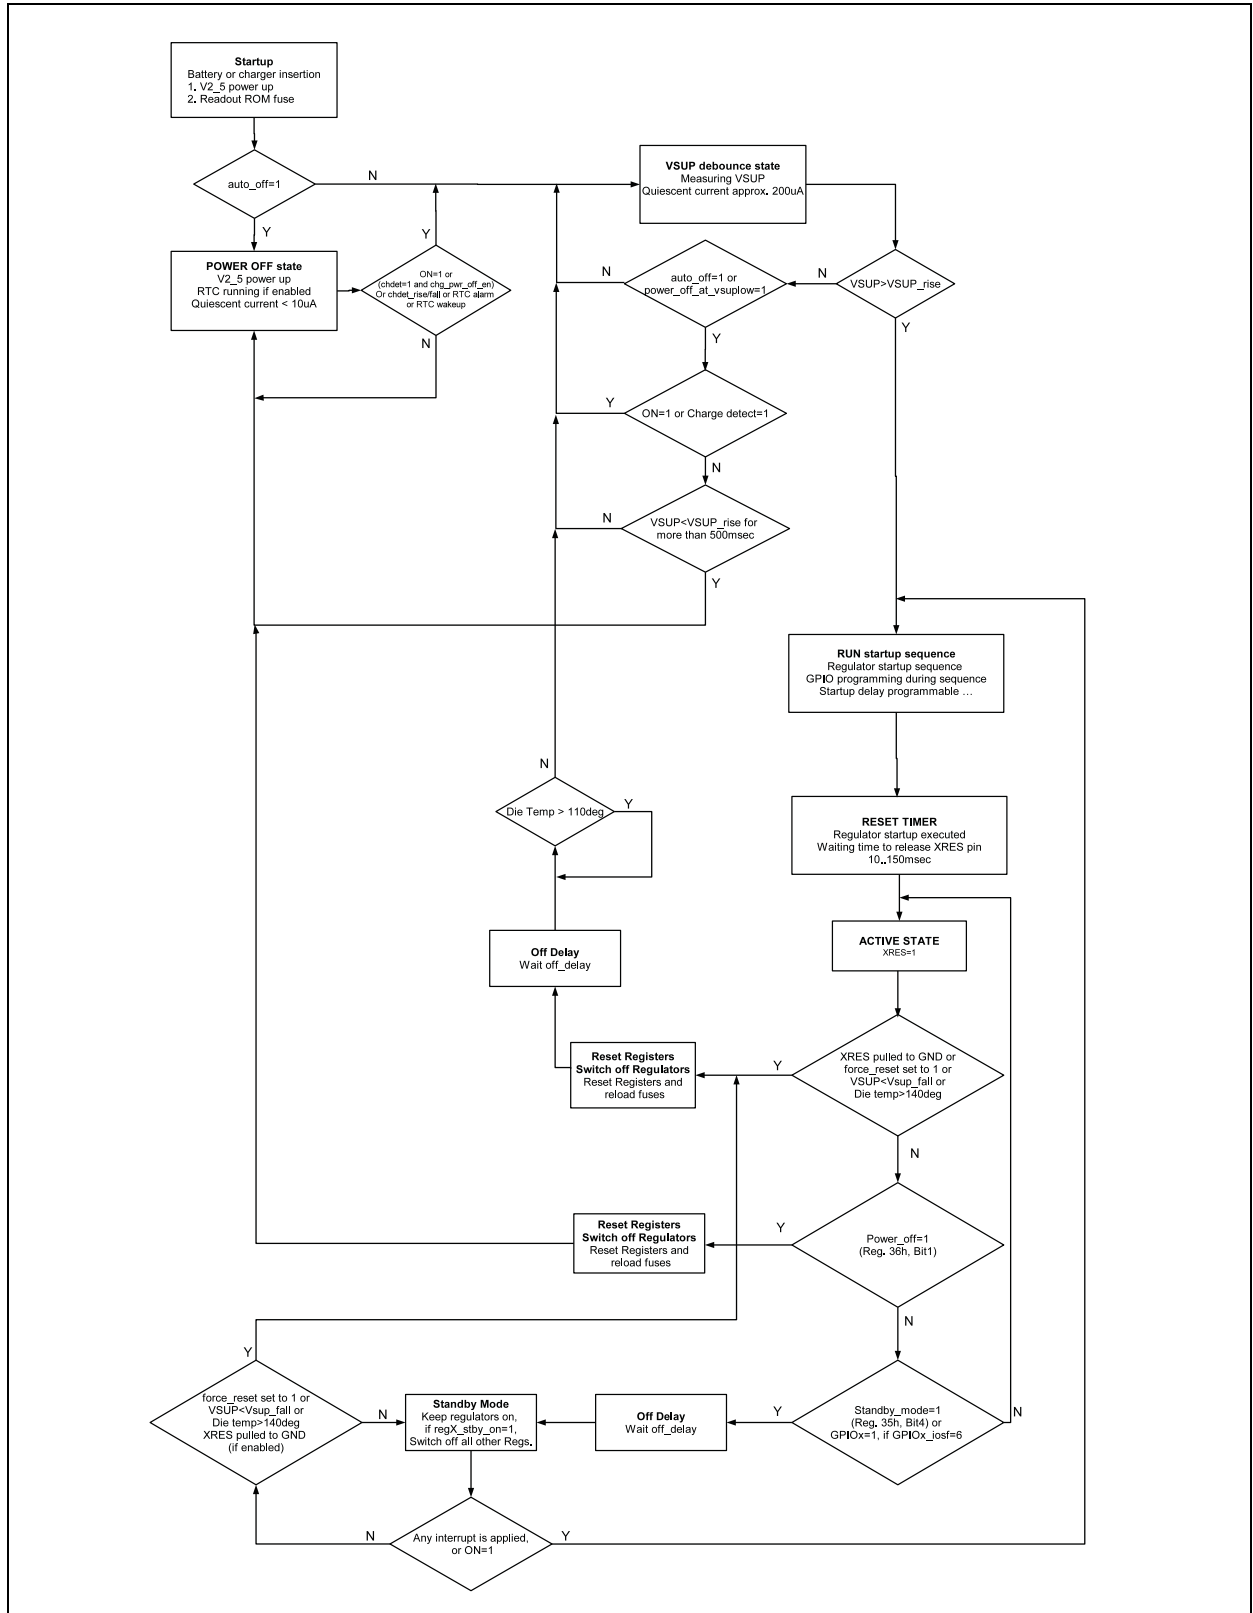 Startup
Battery or charger insertion
1. V2_5 power up
2. Readout ROM fuse
auto_off=1
N
Y
VSUP debounce state
Measuring VSUP
Quiescent current approx. 200uA
POWER OFF state
V2_5 power up
RTC running if enabled
Quiescent current < 10uA
Y
ON=1 or
(chdet=1 and chg_pwr_off_en)
Or chdet_rise/fall or RTC alarm
or RTC wakeup
N
N
auto_off=1 or
power_off_at_vsuplow=1
Y
N
VSUP>VSUP_rise
Y
Y
ON=1 or Charge detect=1
N
N
VSUP<VSUP_rise for
more than 500msec
Y
RUN startup sequence
Regulator startup sequence
GPIO programming during sequence
Startup delay programmable ...
N
Die Temp > 110deg
Y
RESET TIMER
Regulator startup executed
Waiting time to release XRES pin
10..150msec
Off Delay
Wait off_delay
ACTIVE STATE
XRES=1
Reset Registers
Switch off Regulators
Reset Registers and
reload fuses
Y
XRES pulled to GND or
force_reset set to 1 or
VSUP<Vsup_fall or
Die temp>140deg
N
Reset Registers
Switch off Regulators
Reset Registers and
reload fuses
Y
Power_off=1
(Reg. 36h, Bit1)
N
Y
force_reset set to 1 or
VSUP<Vsup_fall or
Die temp>140deg
XRES pulled to GND
(if enabled)
N
Standby Mode
Keep regulators on,
if regX_stby_on=1,
Switch off all other Regs.
Off Delay
Wait off_delay
Y
Standby_mode=1
(Reg. 35h, Bit4) or
GPIOx=1, if GPIOx_iosf=6
N
N
Any interrupt is applied,
or ON=1
Y